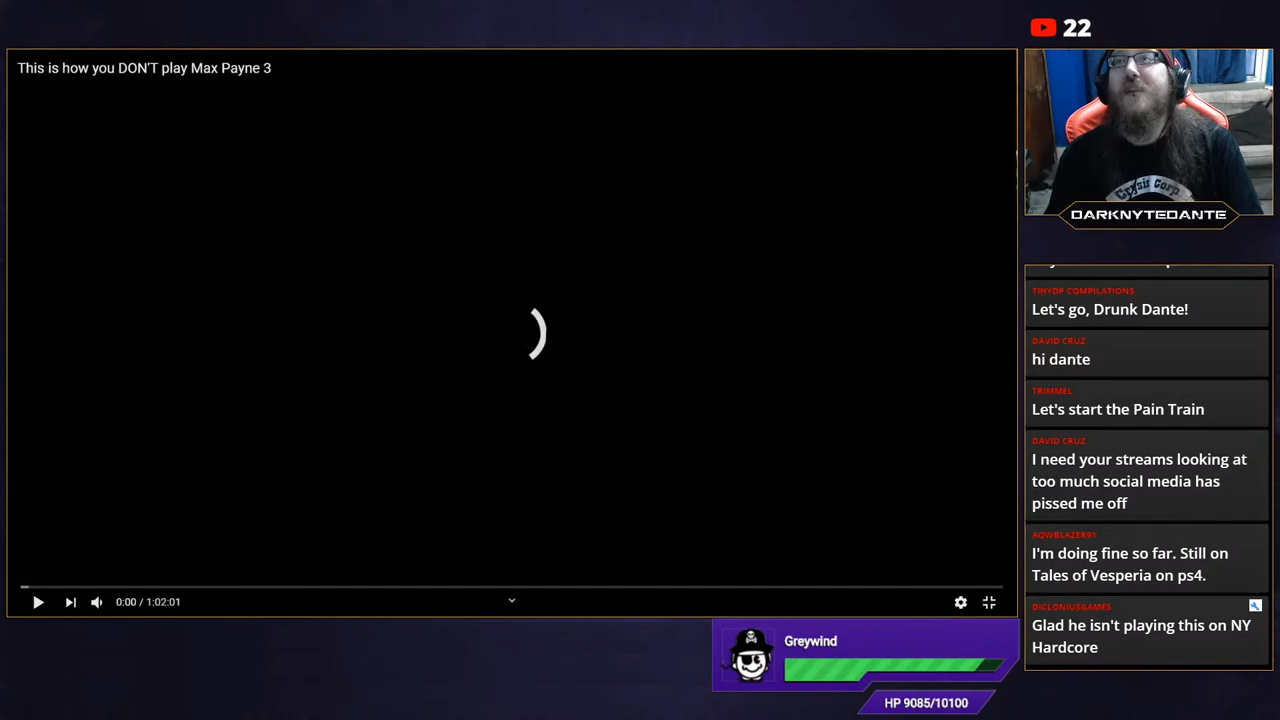 22
This is how you DON'T play Max Payne 3
Crysis Corp
DARKNYTEDANTE
TIHYDP COMPILATIONS
Let's go, Drunk Dante!
DAVID CRUZ
hi dante
TRIMMEL
Let's start the Pain Train
DAVID CRUZ
I need your streams looking at
too much social media has
pissed me off
AQWBLAZER91
I'm doing fine so far. Still on
Tales of Vesperia on ps4.
DICLONIUSGAMES
Glad he isn't playing this on NY
Hardcore
0:00 / 1:02:01
Greywind
HP 9085/10100